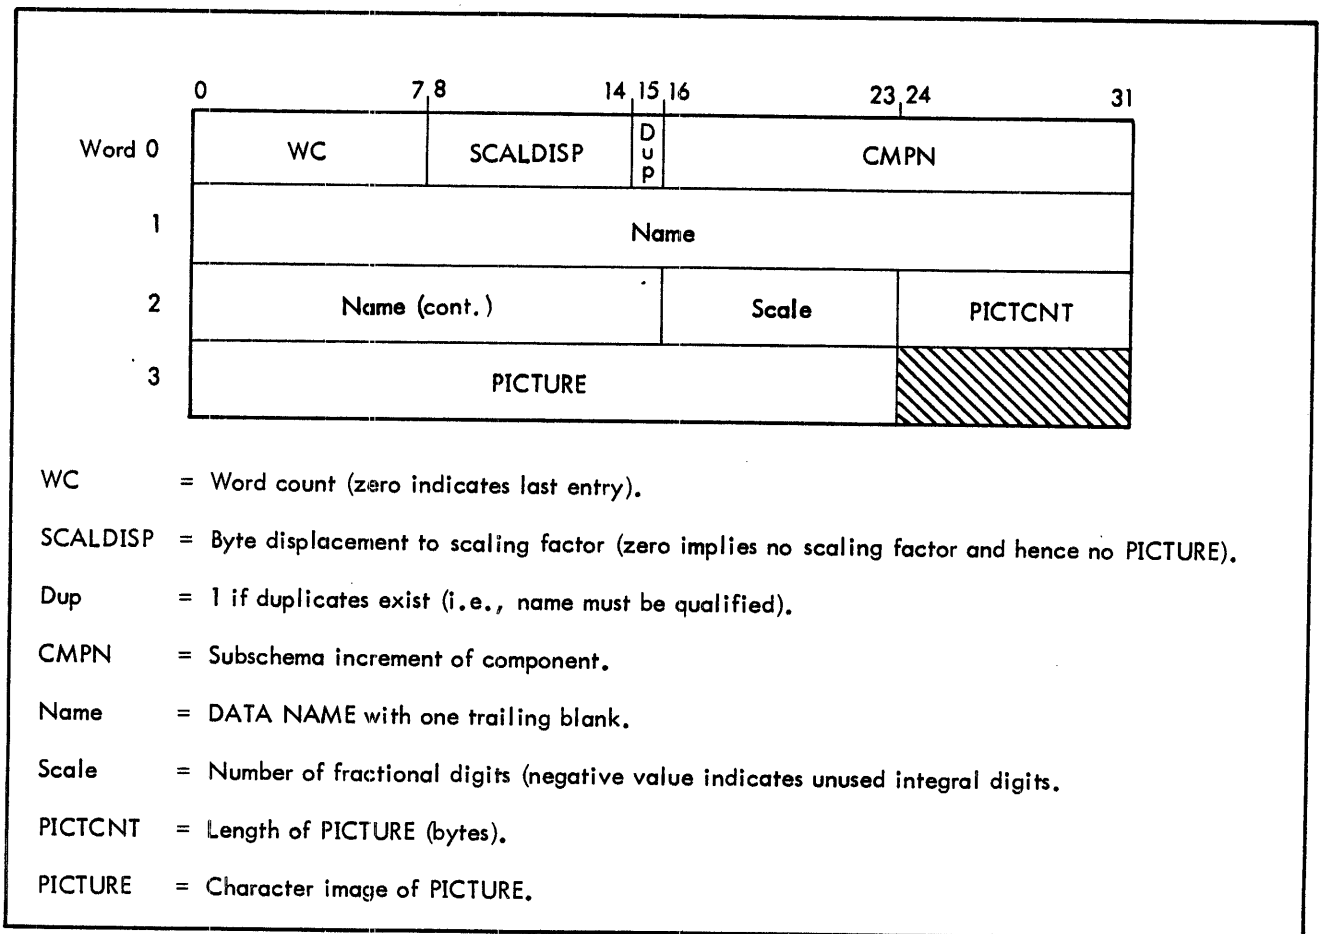 0 7 8 14 15 16 23 24 31
Word 0 WC SCALDISP Dup CMPN
1 Name
2 Name (cont.) Scale PICTCNT
3 PICTURE
WC = Word count (zero indicates last entry).
SCALDISP = Byte displacement to scaling factor (zero implies no scaling factor and hence no PICTURE).
Dup = 1 if duplicates exist (i.e., name must be qualified).
CMPN = Subschema increment of component.
Name = DATA NAME with one trailing blank.
Scale = Number of fractional digits (negative value indicates unused integral digits.
PICTCNT = Length of PICTURE (bytes).
PICTURE = Character image of PICTURE.